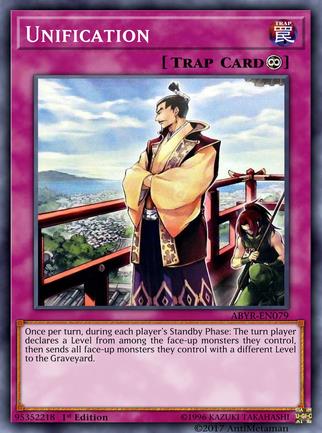 Unification
TRAP
罠
[TRAP CARD∞]
ABYR-EN079
Once per turn, during each player's Standby Phase: The turn player
declares a Level from among the face-up monsters they control,
then sends all face-up monsters they control with a different Level
to the Graveyard.
95352218 1st Edition ©1996 KAZUKI TAKAHASHI
©2017 AntiMetaman